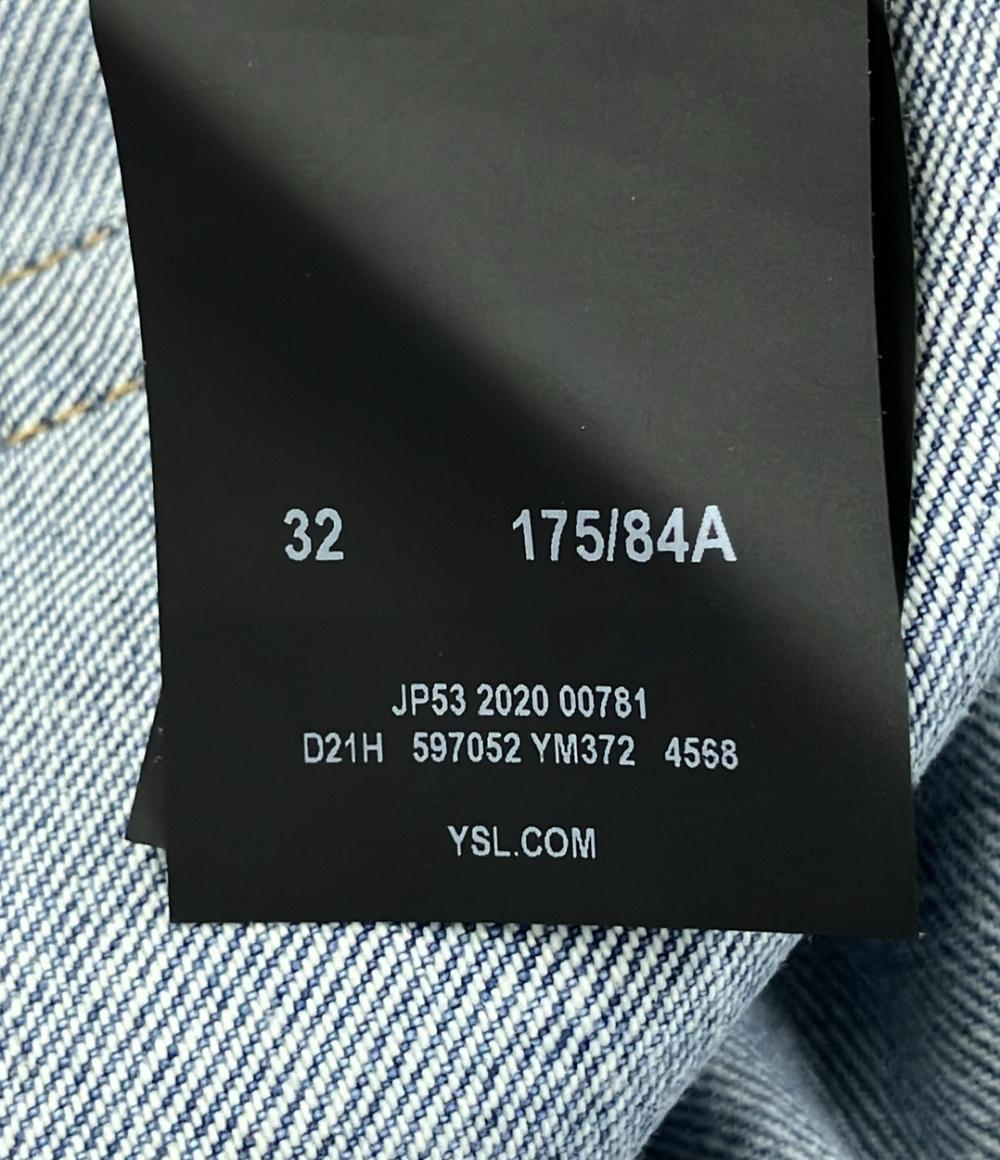 32 175/84A
JP53 2020 00781
D21H 597052 YM372 4568
YSL.COM